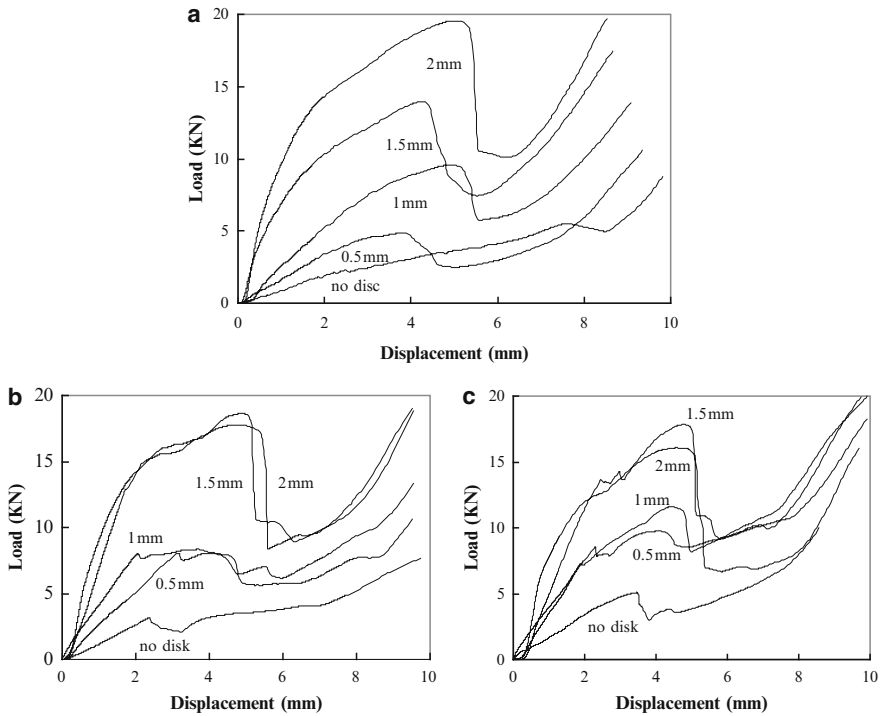 a
20
15
10
5
0
Load (KN)
2mm
1.5mm
1mm
0.5mm
no disc
0 2 4 6 8 10
Displacement (mm)
b
20
15
10
5
0
Load (KN)
1.5mm 2mm
1mm
0.5mm
no disk
0 2 4 6 8 10
Displacement (mm)
c
20
15
10
5
0
Load (KN)
1.5mm
2mm
1mm
0.5mm
no disk
0 2 4 6 8 10
Displacement (mm)